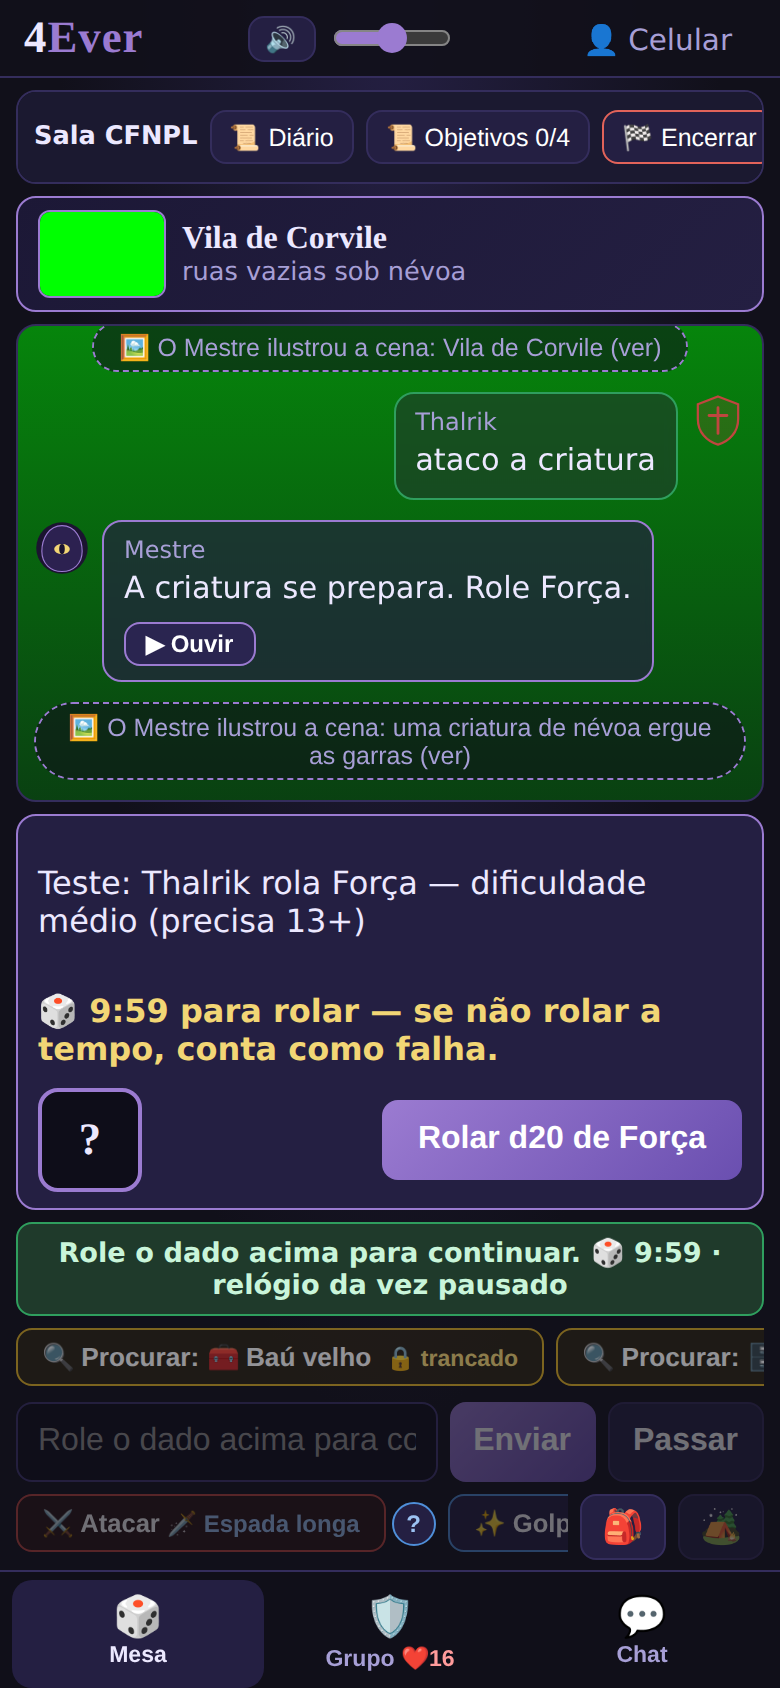 4Ever
Celular
Sala CFNPL
Diário
Objetivos 0/4
Encerrar
Vila de Corvile
ruas vazias sob névoa
O Mestre ilustrou a cena: Vila de Corvile (ver)
Thalrik
ataco a criatura
Mestre
A criatura se prepara. Role Força.
▶ Ouvir
O Mestre ilustrou a cena: uma criatura de névoa ergue
as garras (ver)
Teste: Thalrik rola Força — dificuldade
médio (precisa 13+)
🎲 9:59 para rolar — se não rolar a
tempo, conta como falha.
?
Rolar d20 de Força
Role o dado acima para continuar. 🎲 9:59 ·
relógio da vez pausado
Procurar: 🧰 Baú velho 🔒 trancado
Procurar:
Role o dado acima para co
Enviar
Passar
Atacar 🗡️ Espada longa
?
Golp
Mesa
Grupo ❤️16
Chat